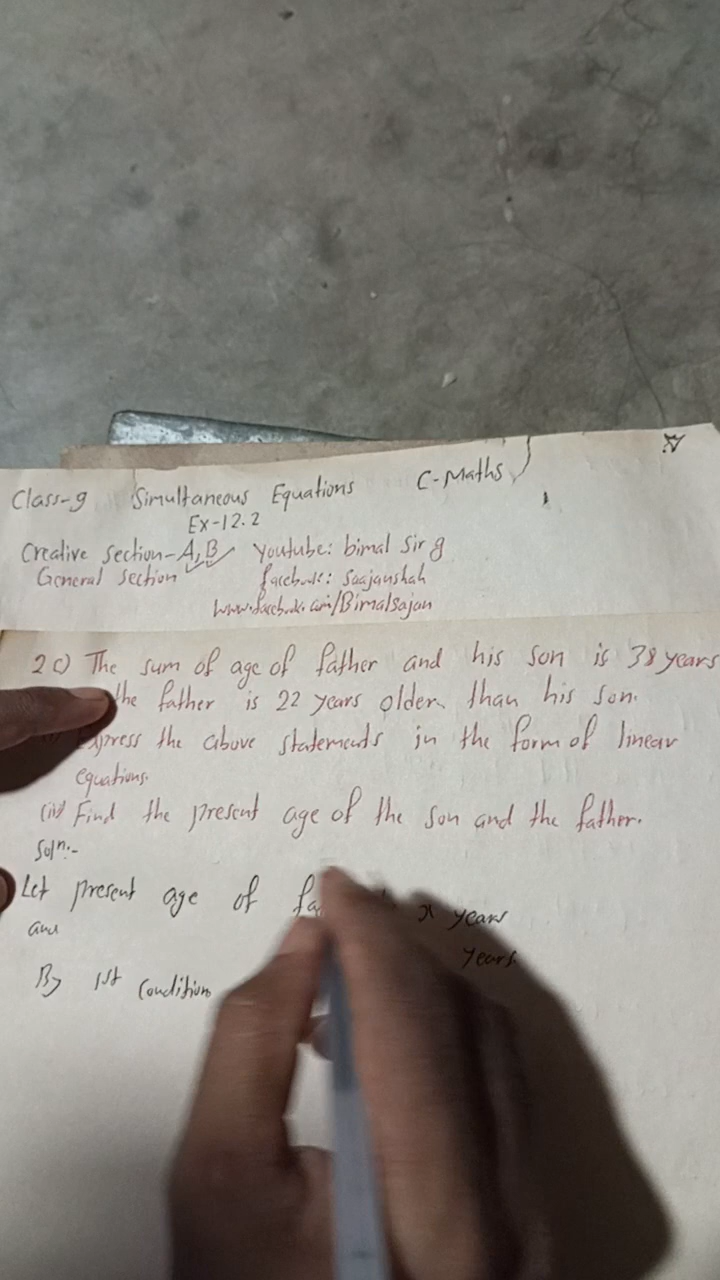 Class-9 Simultaneous Equations C-Maths
Ex-12.2
Creative section-A, B Youtube: bimal sir 9
General section facebook: Saajanshah
www.facebook.com/Bimalsajan
2 c) The sum of age of father and his son is 38 years
the father is 22 years older than his son.
Express the above statements in the form of linear
equations.
(ii) Find the present age of the son and the father.
Soln:-
Let present age of x years
and years
By 1st Condition